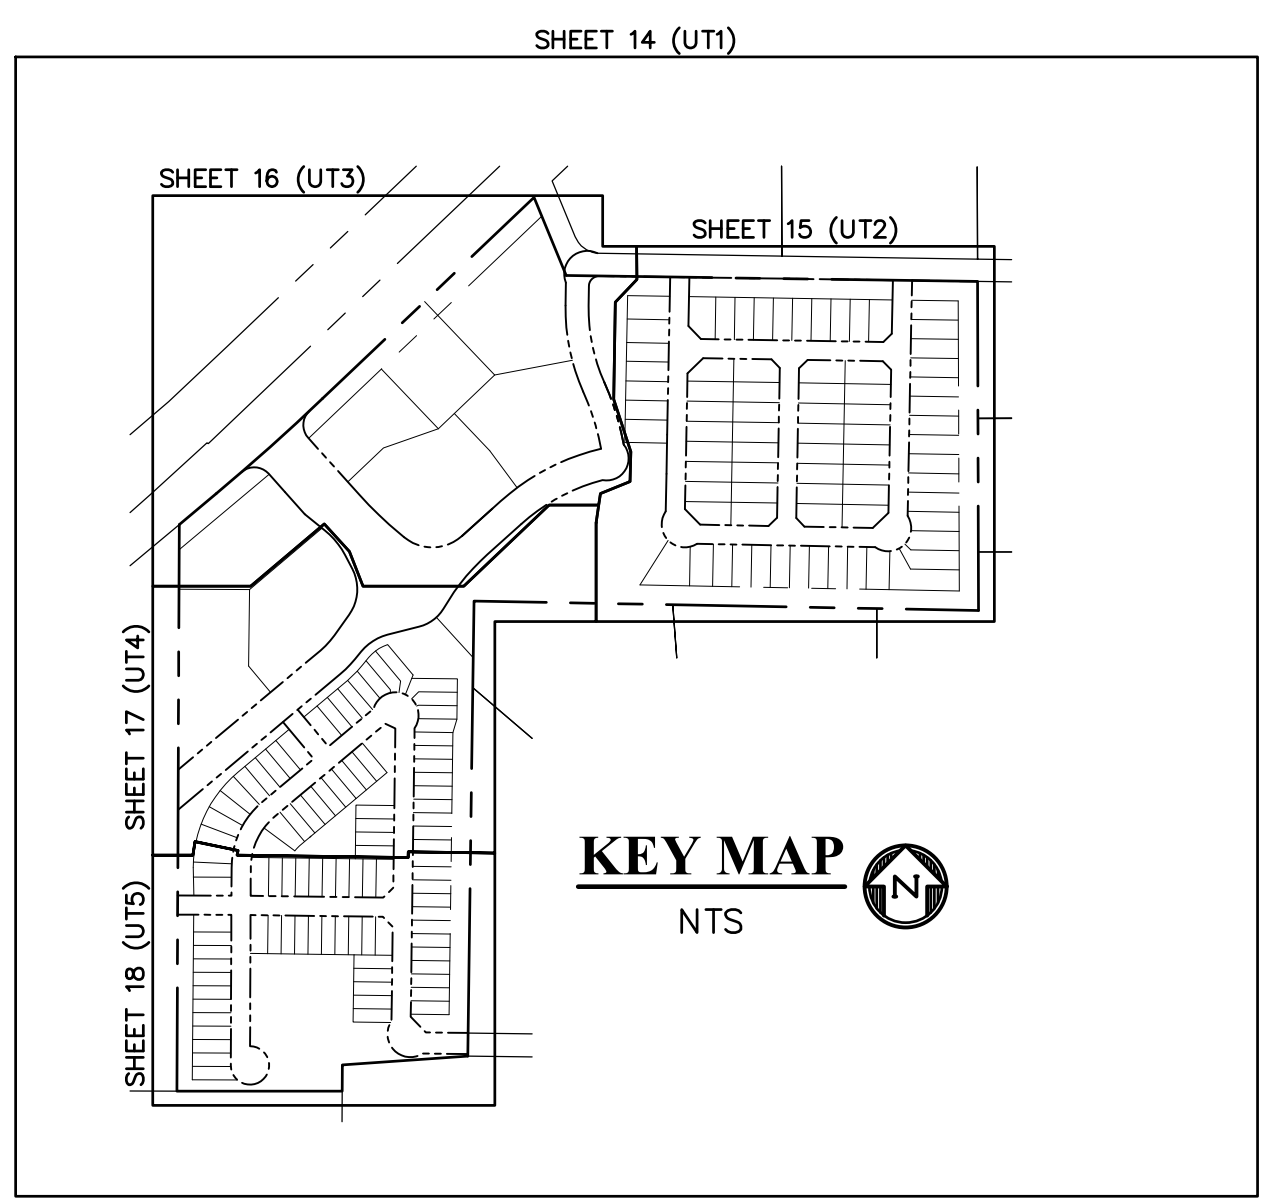 SHEET 14 (UT1)
SHEET 16 (UT3)
SHEET 15 (UT2)
SHEET 17 (UT4)
KEY MAP
N
NTS
SHEET 18 (UT5)